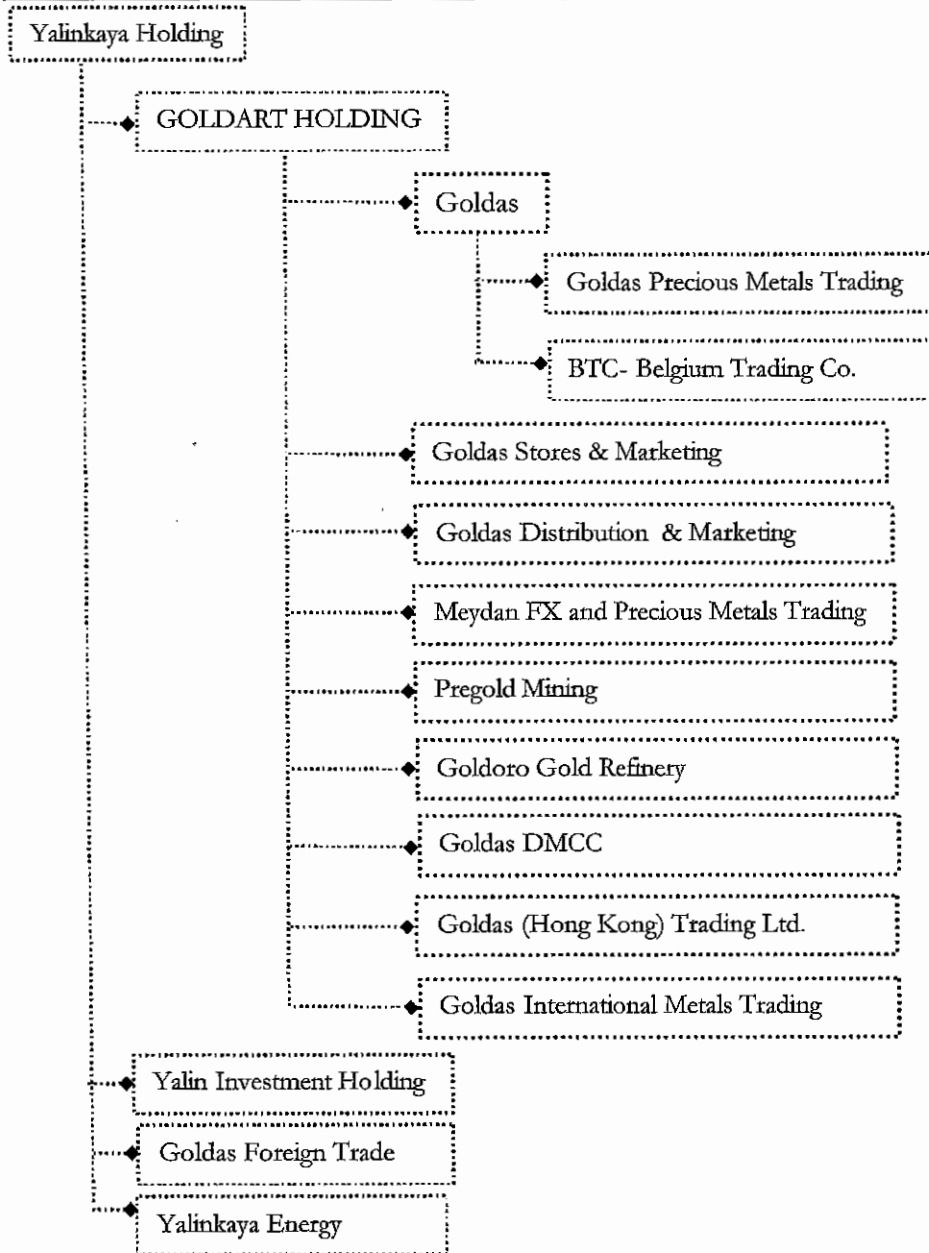 Yalinkaya Holding
GOLDART HOLDING
Goldas
Goldas Precious Metals Trading
BTC- Belgium Trading Co.
Goldas Stores & Marketing
Goldas Distribution & Marketing
Meydan FX and Precious Metals Trading
Pregold Mining
Goldoro Gold Refinery
Goldas DMCC
Goldas (Hong Kong) Trading Ltd.
Goldas International Metals Trading
Yalin Investment Holding
Goldas Foreign Trade
Yalinkaya Energy